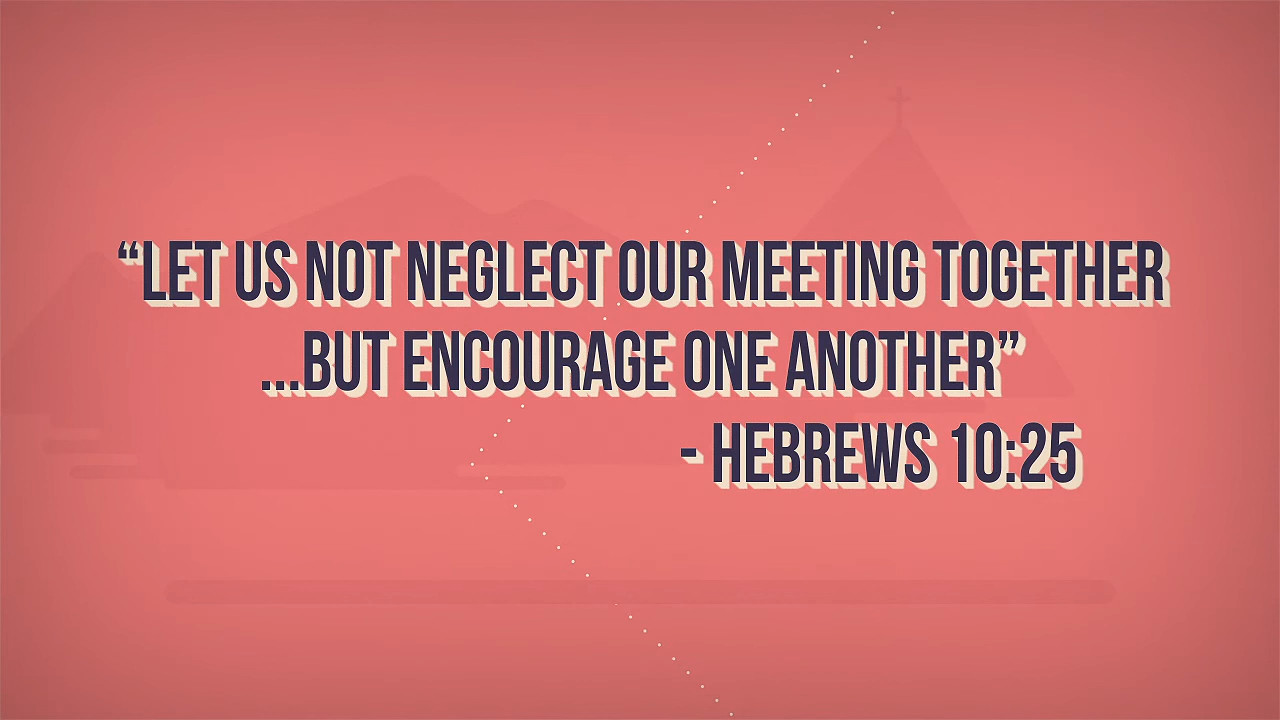 “LET US NOT NEGLECT OUR MEETING TOGETHER
...BUT ENCOURAGE ONE ANOTHER”
- HEBREWS 10:25